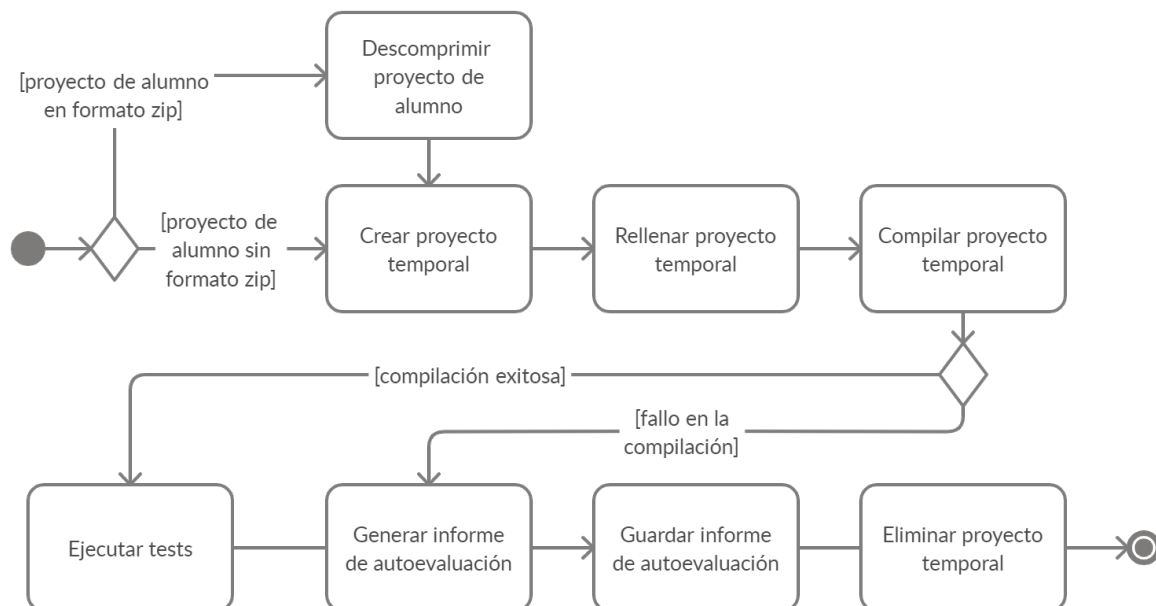 Descomprimir
proyecto de
alumno
[proyecto de alumno
en formato zip]
[proyecto de
alumno sin
formato zip]
Crear proyecto
temporal
Rellenar proyecto
temporal
Compilar proyecto
temporal
[compilación exitosa]
[fallo en la
compilación]
Ejecutar tests
Generar informe
de autoevaluación
Guardar informe
de autoevaluación
Eliminar proyecto
temporal